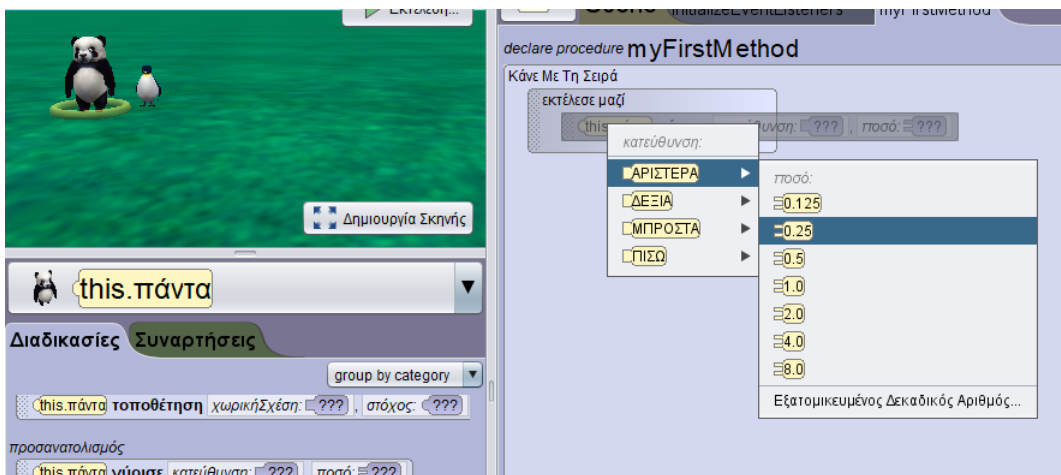 Εκτέλεση...
Scene initializeEventListeners myFirstMethod
declare procedure myFirstMethod
Κάνε Με Τη Σειρά
εκτέλεσε μαζί
ποσό: ???
κατεύθυνση:
ΑΡΙΣΤΕΡΑ
ΔΕΞΙΑ
ΜΠΡΟΣΤΑ
ΠΙΣΩ
ποσό:
0.125
0.25
0.5
1.0
2.0
4.0
8.0
Εξατομικευμένος Δεκαδικός Αριθμός...
Δημιουργία Σκηνής
this.πάντα
Διαδικασίες Συναρτήσεις
group by category
this.πάντα τοποθέτηση χωρικήΣχέση: ??? , στόχος: ???
προσανατολισμός
this.πάντα γύρισε κατεύθυνση: ??? ποσό: ???